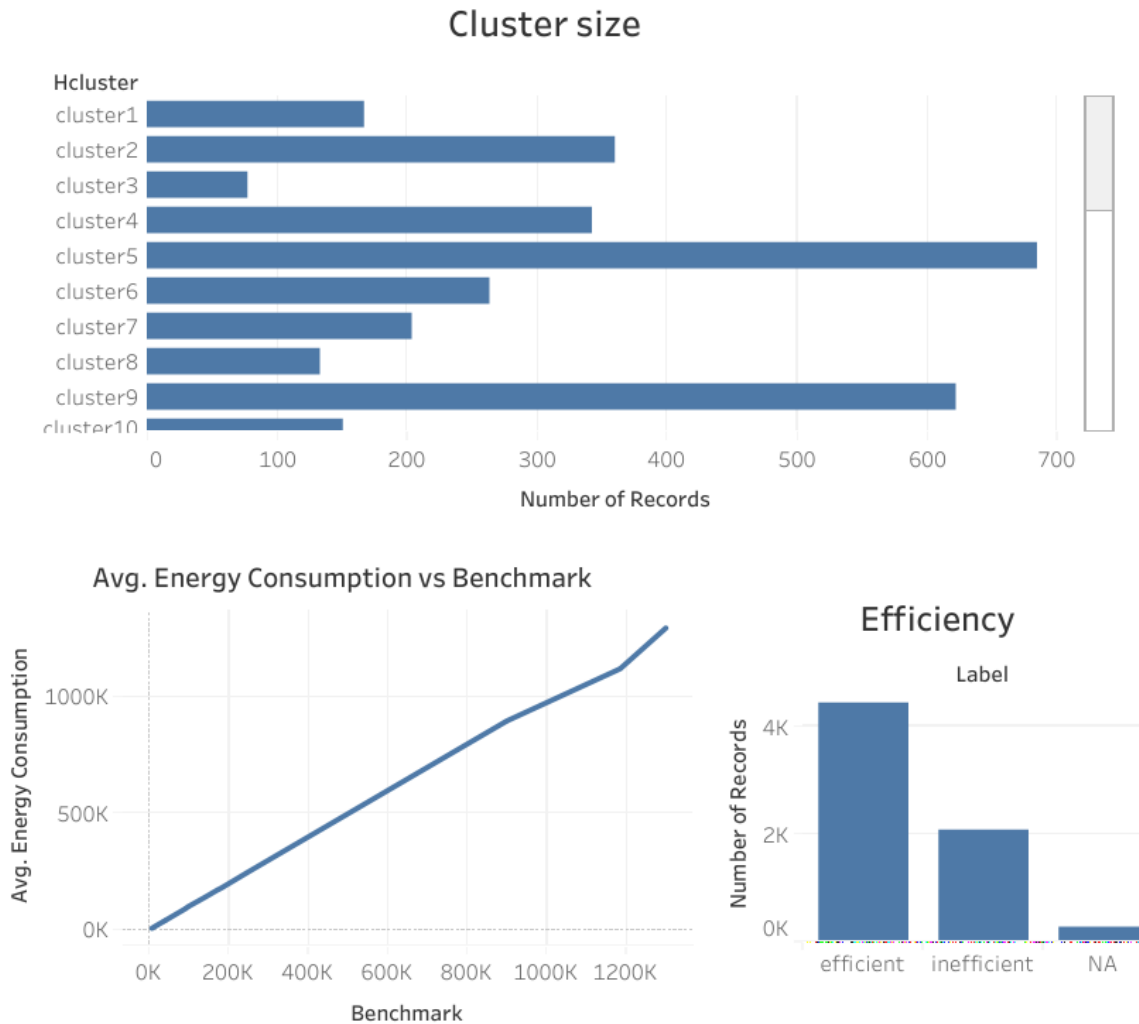 Cluster size
Hcluster
cluster1
cluster2
cluster3
cluster4
cluster5
cluster6
cluster7
cluster8
cluster9
cluster10
0 100 200 300 400 500 600 700
Number of Records
Avg. Energy Consumption vs Benchmark
Avg. Energy Consumption
1000K
500K
0K
0K 200K 400K 600K 800K 1000K 1200K
Benchmark
Efficiency
Label
Number of Records
4K
2K
0K
efficient inefficient NA